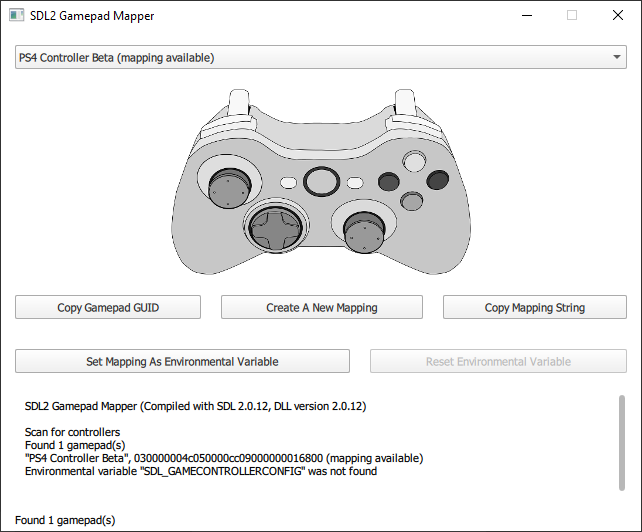 SDL2 Gamepad Mapper
PS4 Controller Beta (mapping available)
Copy Gamepad GUID
Create A New Mapping
Copy Mapping String
Set Mapping As Environmental Variable
Reset Environmental Variable
SDL2 Gamepad Mapper (Compiled with SDL 2.0.12, DLL version 2.0.12)
Scan for controllers
Found 1 gamepad(s)
"PS4 Controller Beta", 030000004c050000cc09000000016800 (mapping available)
Environmental variable "SDL_GAMECONTROLLERCONFIG" was not found
Found 1 gamepad(s)